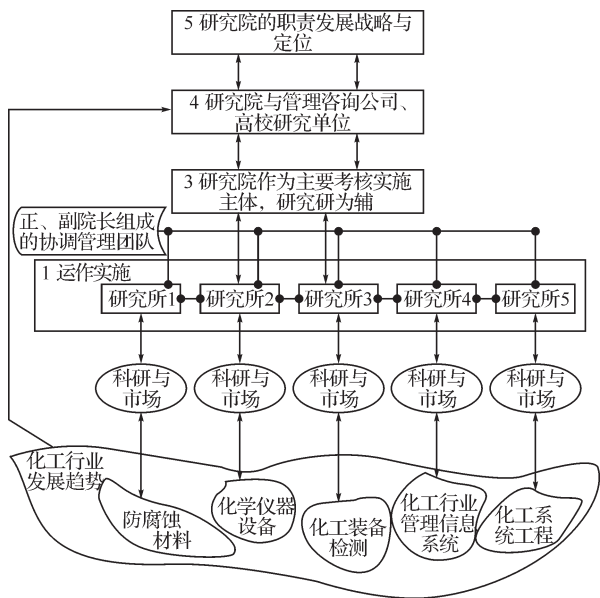 5 研究院的职责发展战略与
定位
4 研究院与管理咨询公司、
高校研究单位
3 研究院作为主要考核实施
主体，研究研为辅
正、副院长组成
的协调管理团队
1 运作实施
研究所1
研究所2
研究所3
研究所4
研究所5
科研与
市场
科研与
市场
科研与
市场
科研与
市场
科研与
市场
化工行业
发展趋势
防腐蚀
材料
化学仪器
设备
化工装备
检测
化工行业
管理信息
系统
化工系
统工程